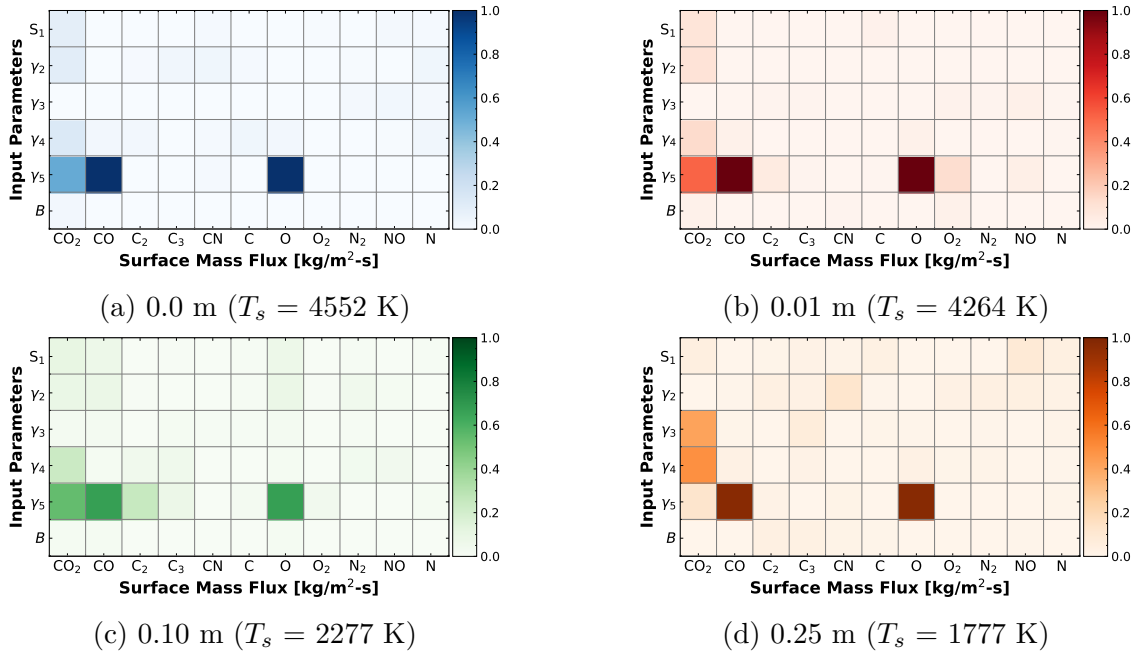 Input Parameters
S₁
γ₂
γ₃
γ₄
γ₅
B
CO₂ CO C₂ C₃ CN C O O₂ N₂ NO N
Surface Mass Flux [kg/m²-s]
1.0
0.8
0.6
0.4
0.2
0.0
(a) 0.0 m (Tₛ = 4552 K)
Input Parameters
S₁
γ₂
γ₃
γ₄
γ₅
B
CO₂ CO C₂ C₃ CN C O O₂ N₂ NO N
Surface Mass Flux [kg/m²-s]
1.0
0.8
0.6
0.4
0.2
0.0
(b) 0.01 m (Tₛ = 4264 K)
Input Parameters
S₁
γ₂
γ₃
γ₄
γ₅
B
CO₂ CO C₂ C₃ CN C O O₂ N₂ NO N
Surface Mass Flux [kg/m²-s]
1.0
0.8
0.6
0.4
0.2
0.0
(c) 0.10 m (Tₛ = 2277 K)
Input Parameters
S₁
γ₂
γ₃
γ₄
γ₅
B
CO₂ CO C₂ C₃ CN C O O₂ N₂ NO N
Surface Mass Flux [kg/m²-s]
1.0
0.8
0.6
0.4
0.2
0.0
(d) 0.25 m (Tₛ = 1777 K)